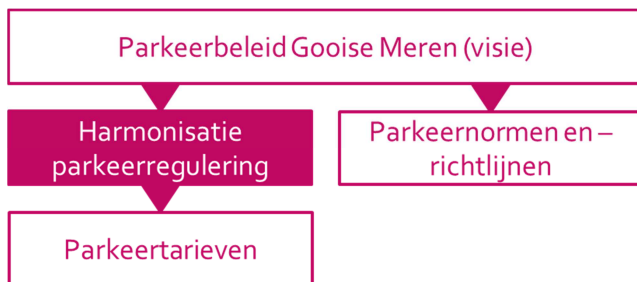 Parkeerbeleid Gooise Meren (visie)
Harmonisatie
parkeerregulering
Parkeernormen en –
richtlijnen
Parkeertarieven